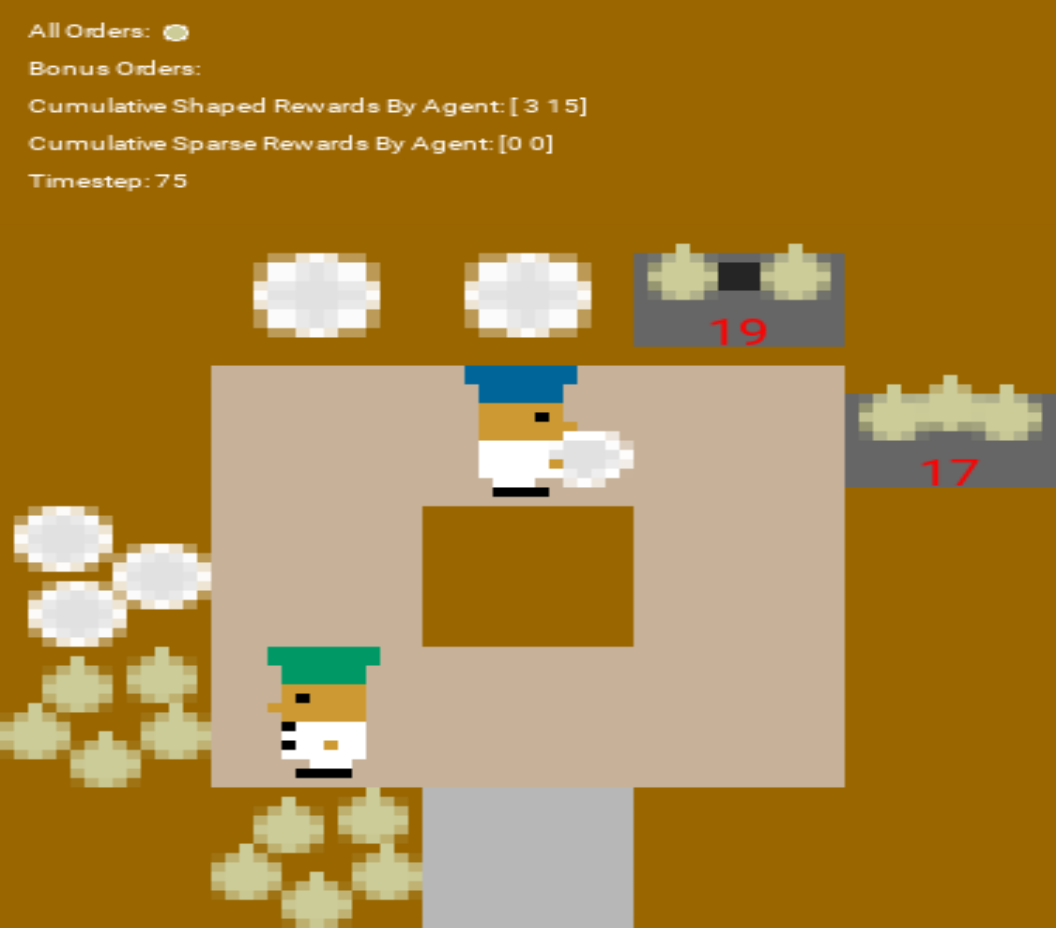 All Orders:
Bonus Orders:
Cumulative Shaped Rewards By Agent: [ 3 15]
Cumulative Sparse Rewards By Agent: [0 0]
Timestep: 75
19
17